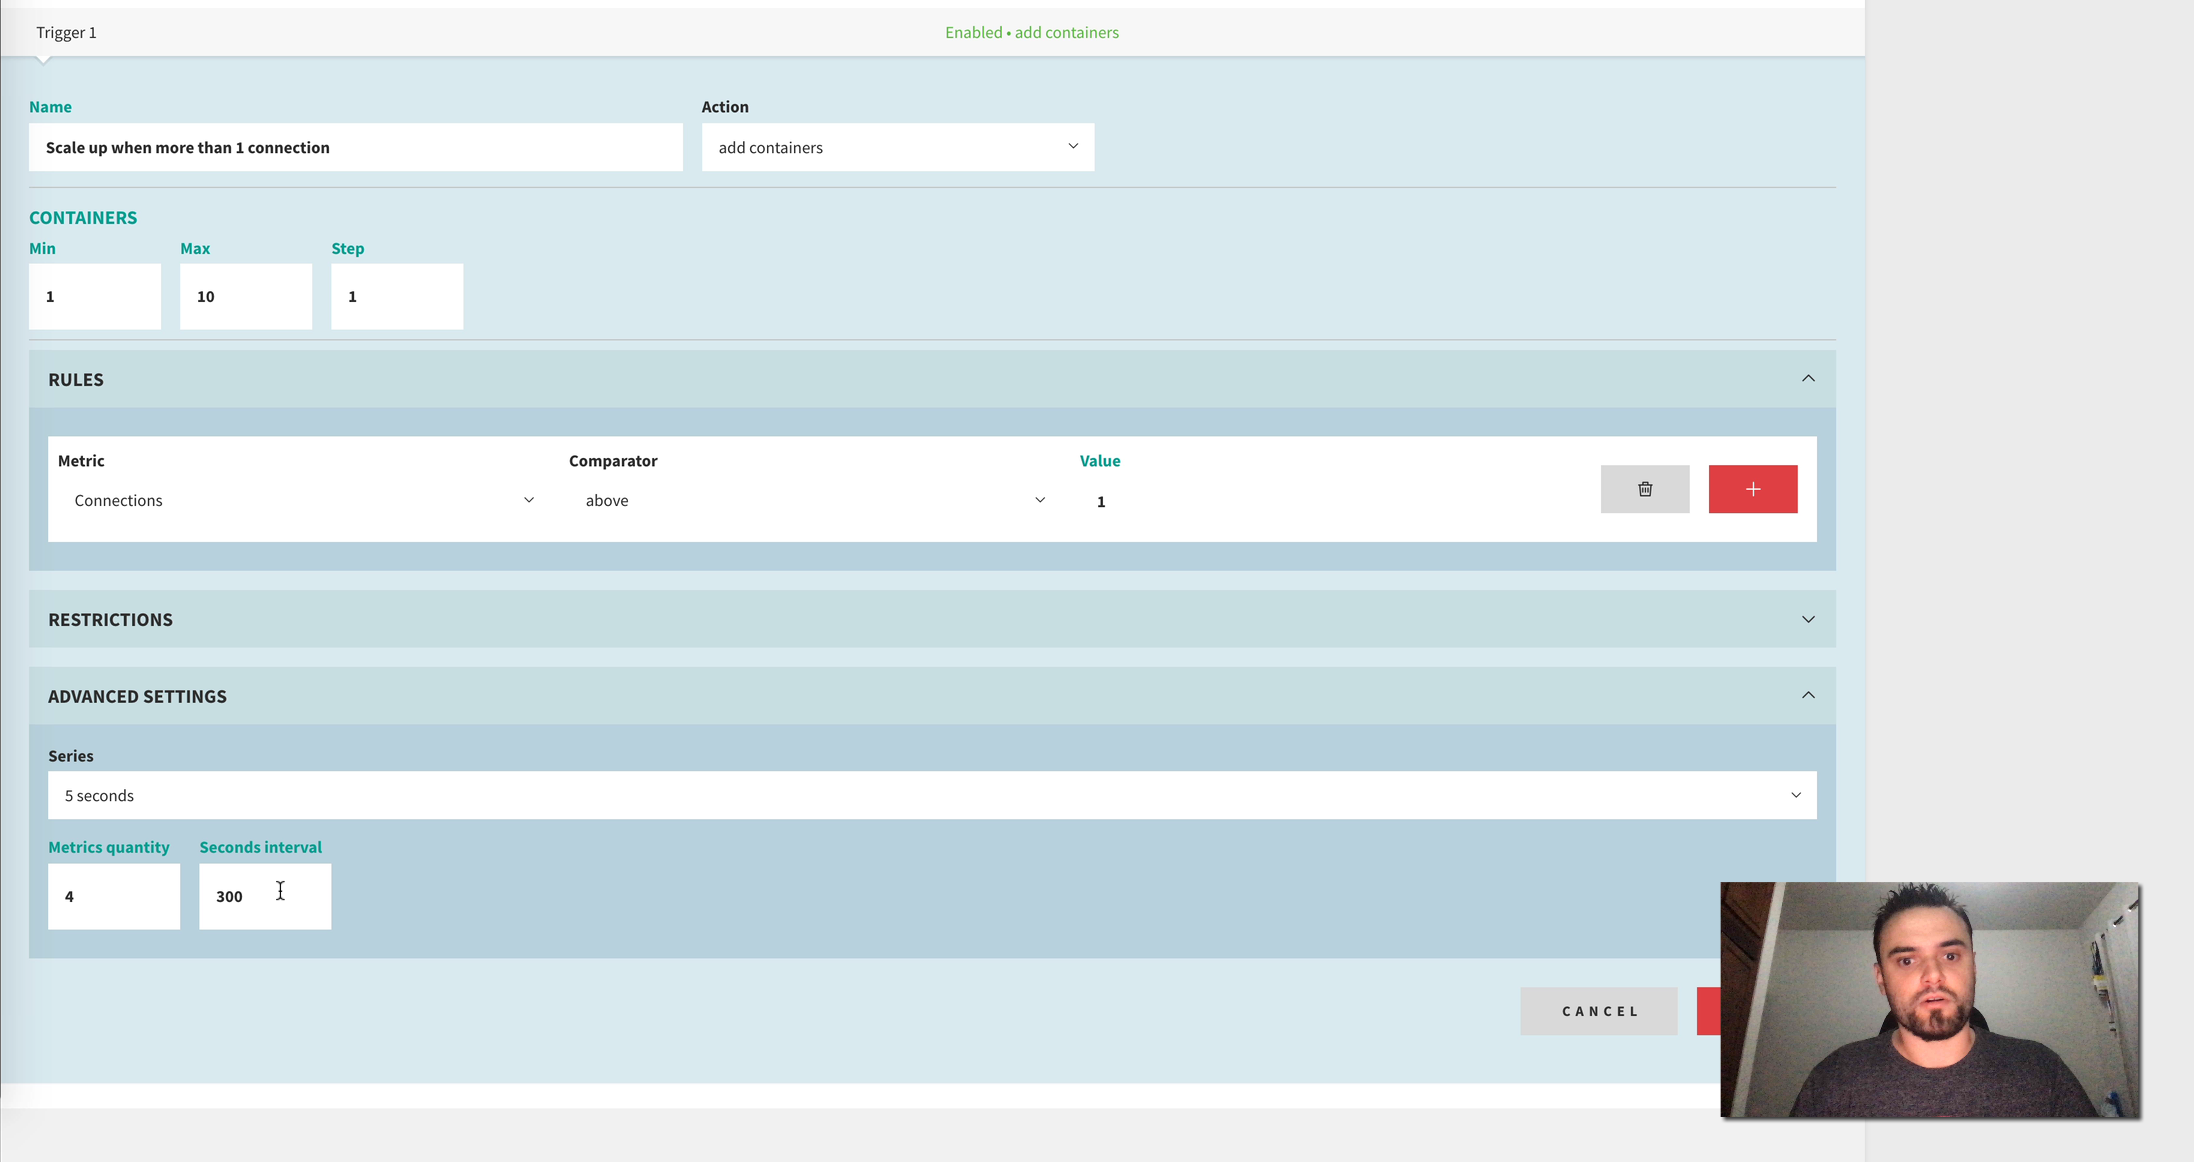 Trigger 1
Enabled • add containers
Name
Action
Scale up when more than 1 connection
add containers
CONTAINERS
Min
Max
Step
1
10
1
RULES
Metric
Comparator
Value
Connections
above
1
RESTRICTIONS
ADVANCED SETTINGS
Series
5 seconds
Metrics quantity
Seconds interval
4
300
CANCEL